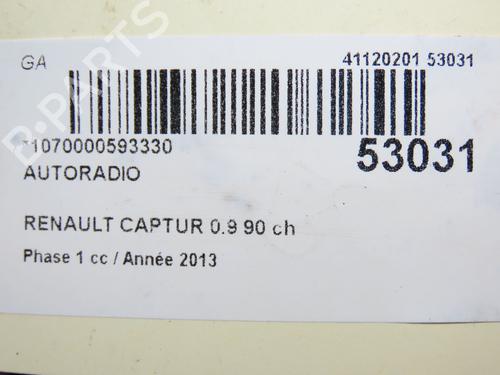 GA
41120201 53031
*1070000593330
53031
AUTORADIO
RENAULT CAPTUR 0.9 90 ch
Phase 1 cc / Année 2013
B-PARTS